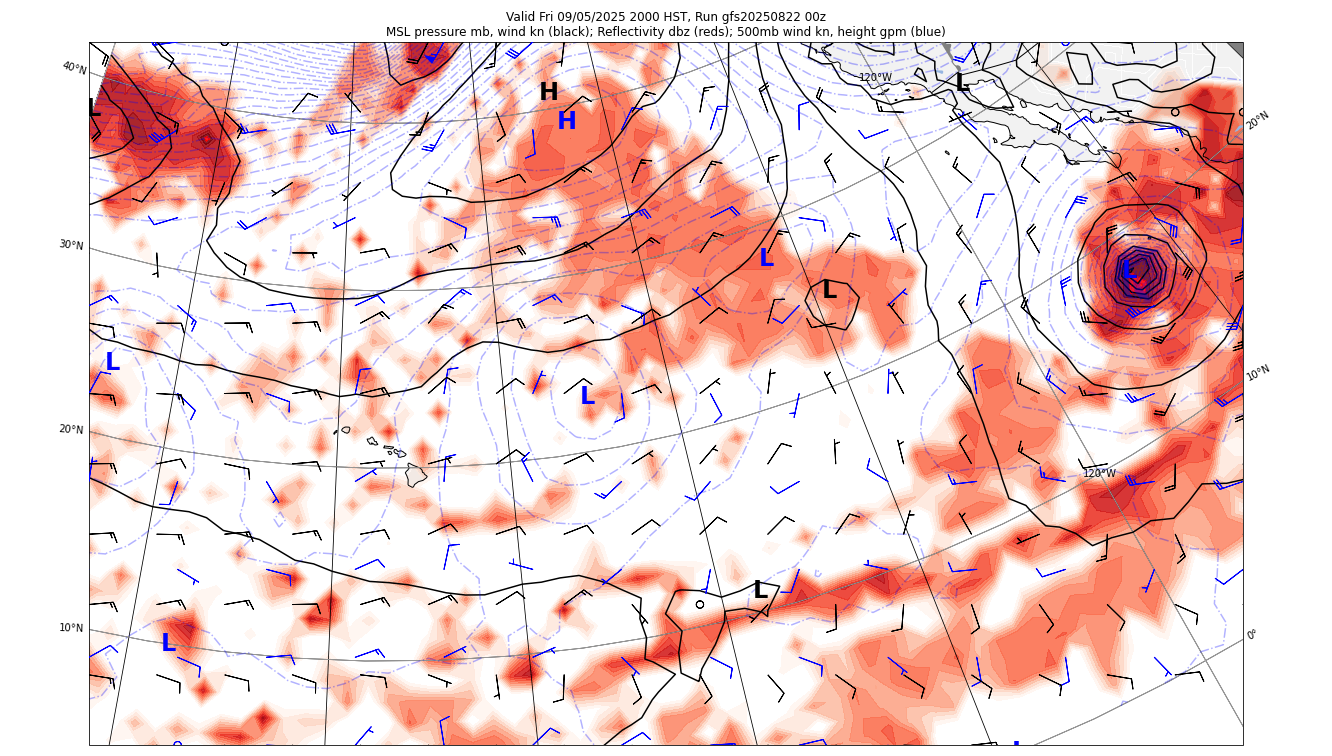 Valid Fri 09/05/2025 2000 HST, Run gfs20250822 00z
MSL pressure mb, wind kn (black); Reflectivity dbz (reds); 500mb wind kn, height gpm (blue)
40°N
H
120°W
L
L
H
20°N
30°N
L
L
L
L
10°N
L
20°N
120°W
L
10°N
0°
L